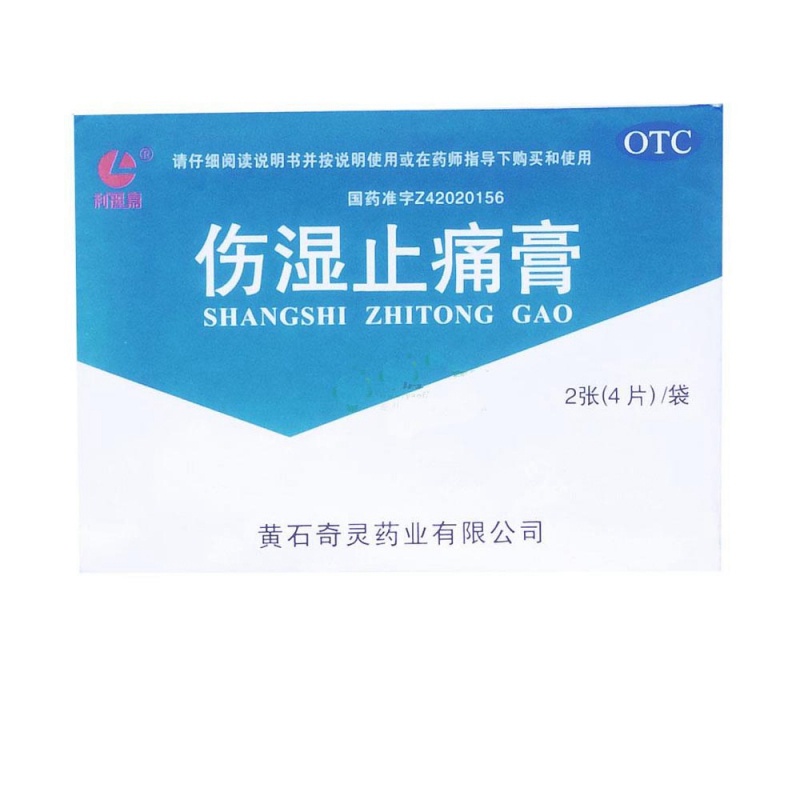 OTC
请仔细阅读说明书并按说明使用或在药师指导下购买和使用
国药准字Z42020156
伤湿止痛膏
SHANGSHI ZHITONG GAO
2张(4片)/袋
黄石奇灵药业有限公司